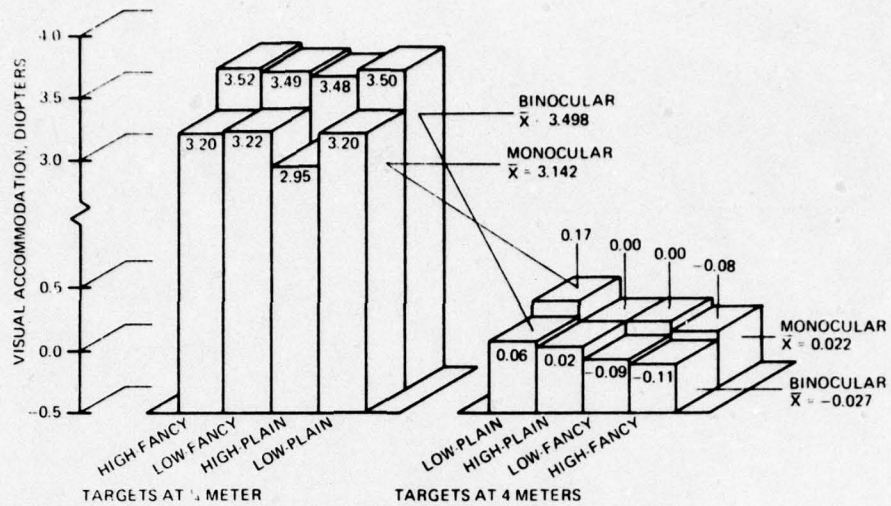 VISUAL ACCOMMODATION, DIOPTERS
4.0
3.5
3.0
0.5
0.0
-0.5
3.52
3.49
3.48
3.50
3.20
3.22
2.95
3.20
BINOCULAR
X̄ 3.498
MONOCULAR
X̄ = 3.142
0.17
0.00
0.00
-0.08
0.06
0.02
-0.09
-0.11
MONOCULAR
X̄ = 0.022
BINOCULAR
X̄ = -0.027
HIGH-FANCY
LOW-FANCY
HIGH-PLAIN
LOW-PLAIN
LOW-PLAIN
HIGH-PLAIN
LOW-FANCY
HIGH-FANCY
TARGETS AT METER
TARGETS AT 4 METERS